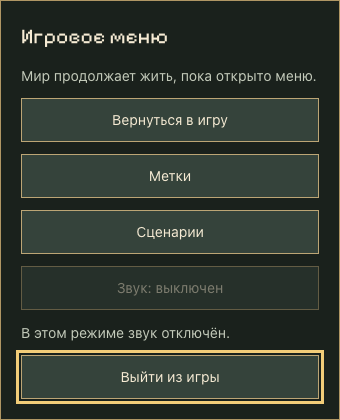 Игровое меню
Мир продолжает жить, пока открыто меню.
Вернуться в игру
Метки
Сценарии
Звук: выключен
В этом режиме звук отключён.
Выйти из игры